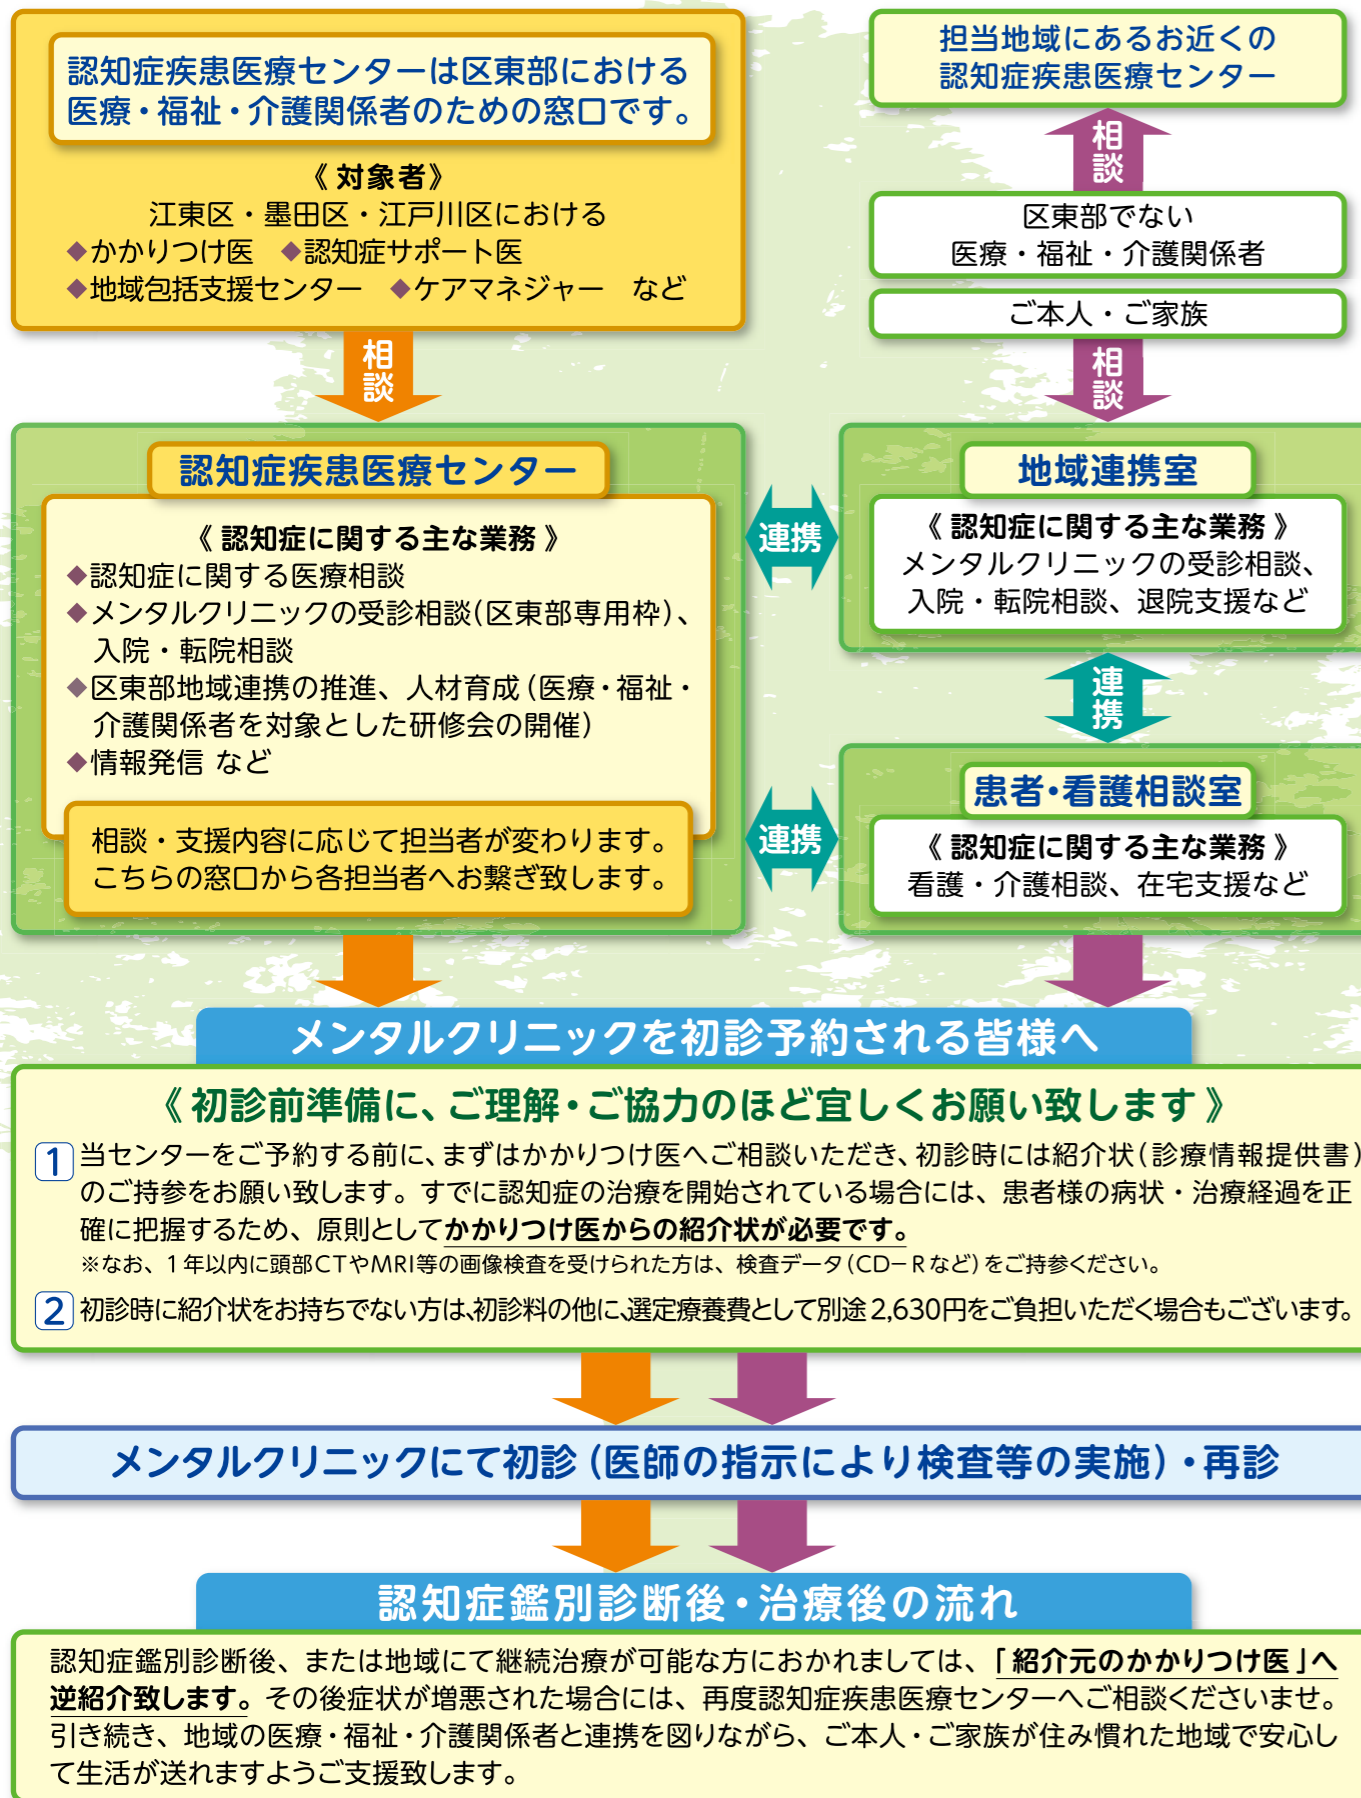 認知症疾患医療センターは区東部における
医療・福祉・介護関係者のための窓口です。
《 対象者》
江東区・墨田区・江戸川区における
◆かかりつけ医 ◆認知症サポート医
◆地域包括支援センター ◆ケアマネジャー など
担当地域にあるお近くの
認知症疾患医療センター
相談
区東部でない
医療・福祉・介護関係者
ご本人・ご家族
相談
相談
認知症疾患医療センター
《 認知症に関する主な業務 》
◆認知症に関する医療相談
◆メンタルクリニックの受診相談(区東部専用枠)、
入院・転院相談
◆区東部地域連携の推進、人材育成(医療・福祉・
介護関係者を対象とした研修会の開催)
◆情報発信 など
相談・支援内容に応じて担当者が変わります。
こちらの窓口から各担当者へお繋ぎ致します。
連携
連携
地域連携室
《 認知症に関する主な業務 》
メンタルクリニックの受診相談、
入院・転院相談、退院支援など
連携
患者・看護相談室
《 認知症に関する主な業務 》
看護・介護相談、在宅支援など
メンタルクリニックを初診予約される皆様へ
《 初診前準備に、ご理解・ご協力のほど宜しくお願い致します 》
1 当センターをご予約する前に、まずはかかりつけ医へご相談いただき、初診時には紹介状(診療情報提供書)
のご持参をお願い致します。すでに認知症の治療を開始されている場合には、患者様の病状・治療経過を正
確に把握するため、原則としてかかりつけ医からの紹介状が必要です。
※なお、1年以内に頭部CTやMRI等の画像検査を受けられた方は、検査データ(CD−Rなど)をご持参ください。
2 初診時に紹介状をお持ちでない方は、初診料の他に、選定療養費として別途2,630円をご負担いただく場合もございます。
メンタルクリニックにて初診(医師の指示により検査等の実施)・再診
認知症鑑別診断後・治療後の流れ
認知症鑑別診断後、または地域にて継続治療が可能な方におかれましては、「紹介元のかかりつけ医」へ
逆紹介致します。その後症状が増悪された場合には、再度認知症疾患医療センターへご相談くださいませ。
引き続き、地域の医療・福祉・介護関係者と連携を図りながら、ご本人・ご家族が住み慣れた地域で安心し
て生活が送れますようご支援致します。